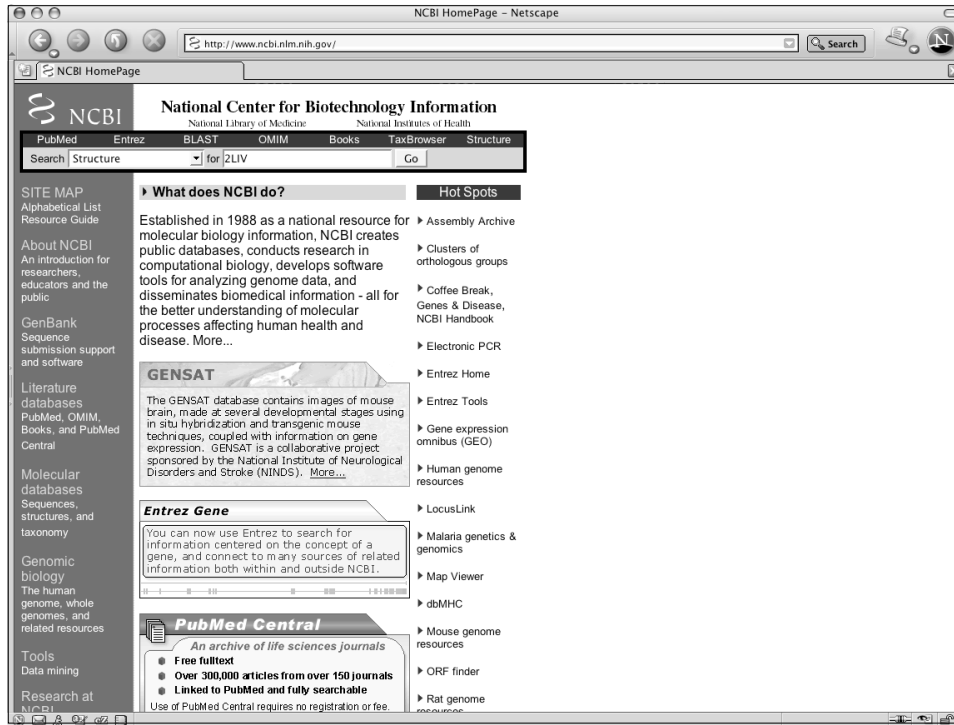 NCBI HomePage - Netscape
http://www.ncbi.nlm.nih.gov/
Search
N
NCBI HomePage
NCBI
National Center for Biotechnology Information
National Library of Medicine National Institutes of Health
PubMed Entrez BLAST OMIM Books TaxBrowser Structure
Search Structure for 2LIV Go
SITE MAP
Alphabetical List
Resource Guide
About NCBI
An introduction for
researchers,
educators and the
public
GenBank
Sequence
submission support
and software
Literature
databases
PubMed, OMIM,
Books, and PubMed
Central
Molecular
databases
Sequences,
structures, and
taxonomy
Genomic
biology
The human
genome, whole
genomes, and
related resources
Tools
Data mining
Research at
NCBI
What does NCBI do?
Established in 1988 as a national resource for
molecular biology information, NCBI creates
public databases, conducts research in
computational biology, develops software
tools for analyzing genome data, and
disseminates biomedical information - all for
the better understanding of molecular
processes affecting human health and
disease. More...
GENSAT
The GENSAT database contains images of mouse
brain, made at several developmental stages using
in situ hybridization and transgenic mouse
techniques, coupled with information on gene
expression. GENSAT is a collaborative project
sponsored by the National Institute of Neurological
Disorders and Stroke (NINDS). More...
Entrez Gene
You can now use Entrez to search for
information centered on the concept of a
gene, and connect to many sources of related
information both within and outside NCBI.
PubMed Central
An archive of life sciences journals
Free fulltext
Over 300,000 articles from over 150 journals
Linked to PubMed and fully searchable
Use of PubMed Central requires no registration or fee.
Hot Spots
Assembly Archive
Clusters of
orthologous groups
Coffee Break,
Genes & Disease,
NCBI Handbook
Electronic PCR
Entrez Home
Entrez Tools
Gene expression
omnibus (GEO)
Human genome
resources
LocusLink
Malaria genetics &
genomics
Map Viewer
dbMHC
Mouse genome
resources
ORF finder
Rat genome
resources